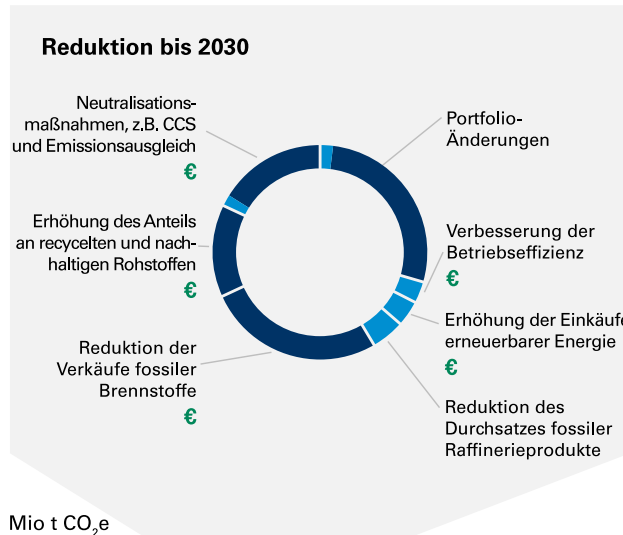 Reduktion bis 2030
Neutralisations-
maßnahmen, z.B. CCS
und Emissionsausgleich
€
Erhöhung des Anteils
an recycelten und nach-
haltigen Rohstoffen
€
Reduktion der
Verkäufe fossiler
Brennstoffe
€
Portfolio-
Änderungen
Verbesserung der
Betriebseffizienz
€
Erhöhung der Einkäufe
erneuerbarer Energie
€
Reduktion des
Durchsatzes fossiler
Raffinerieprodukte
Mio t CO₂e